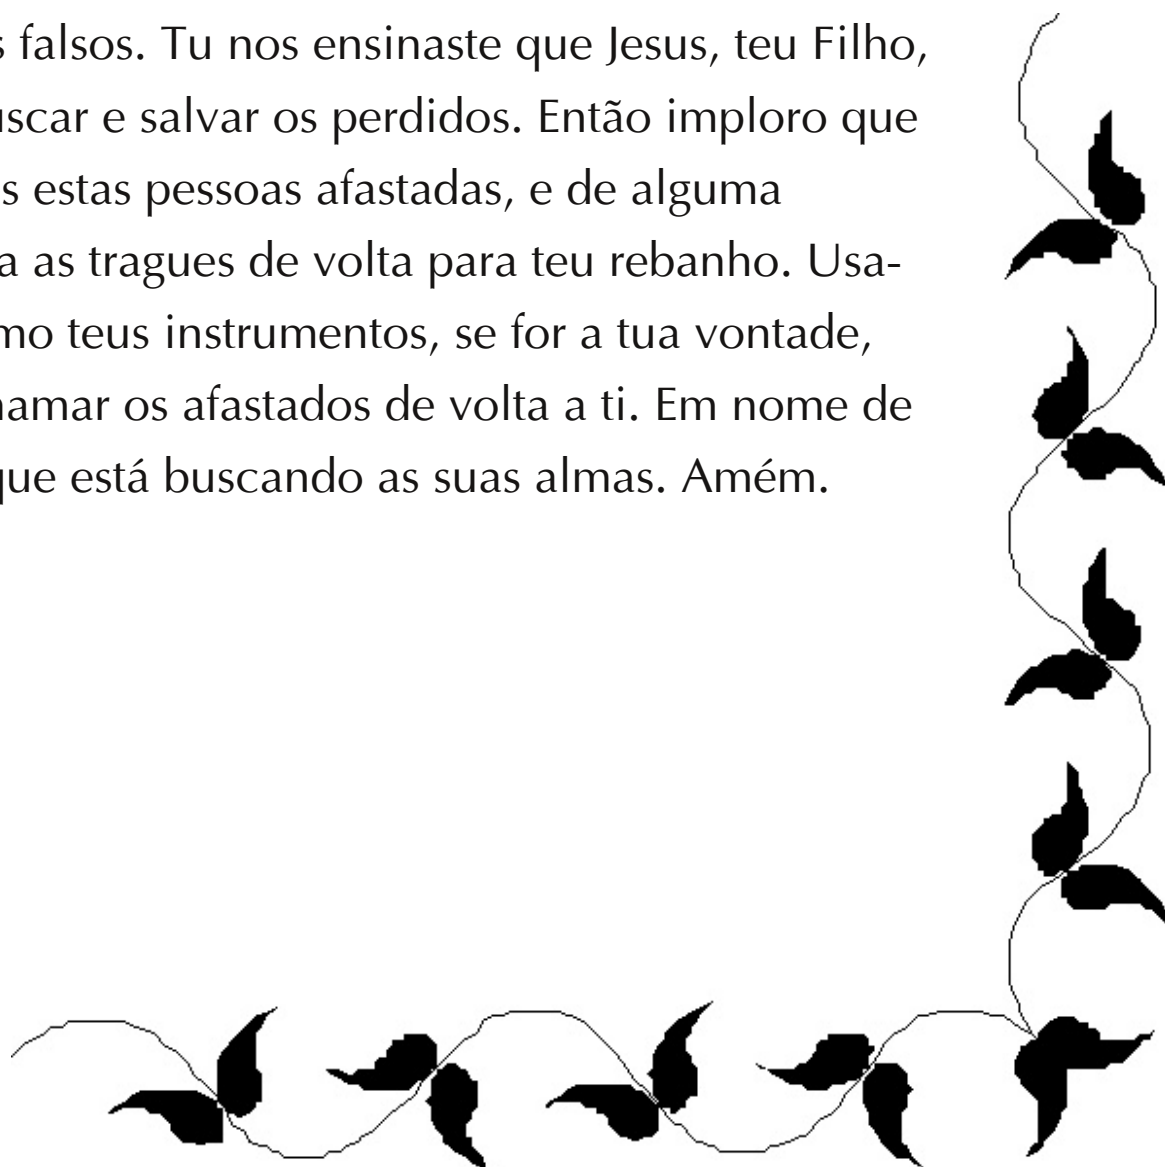 s falsos. Tu nos ensinaste que Jesus, teu Filho,
uscar e salvar os perdidos. Então imploro que
s estas pessoas afastadas, e de alguma
a as tragues de volta para teu rebanho. Usa-
mo teus instrumentos, se for a tua vontade,
hamar os afastados de volta a ti. Em nome de
que está buscando as suas almas. Amém.